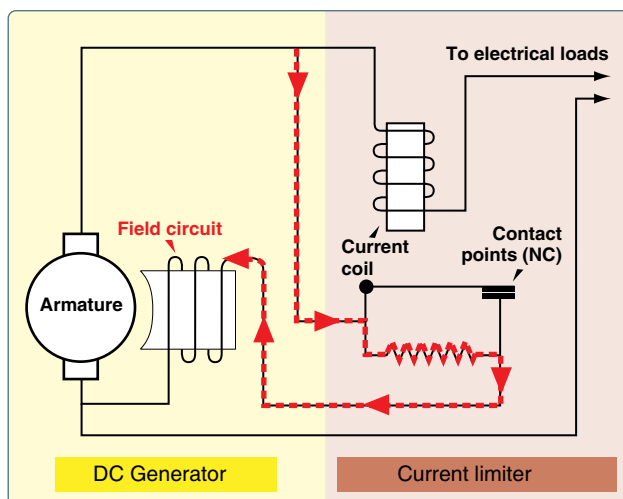 To electrical loads
Field circuit
Current
coil
Contact
points (NC)
Armature
DC Generator
Current limiter